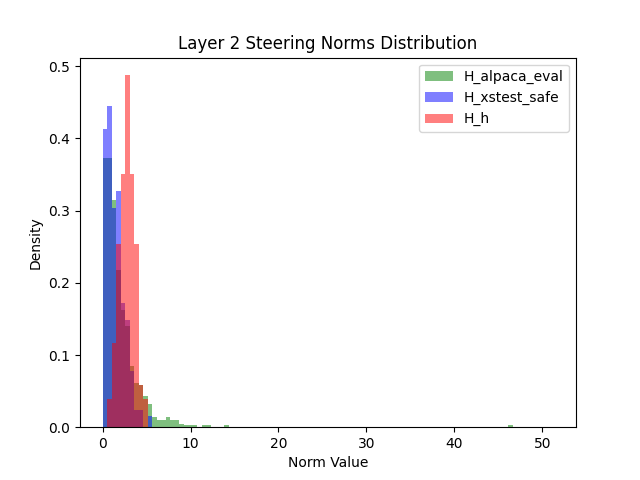 Layer 2 Steering Norms Distribution
H_alpaca_eval
H_xstest_safe
H_h
0.5
0.4
0.3
0.2
0.1
0.0
Density
0 10 20 30 40 50
Norm Value